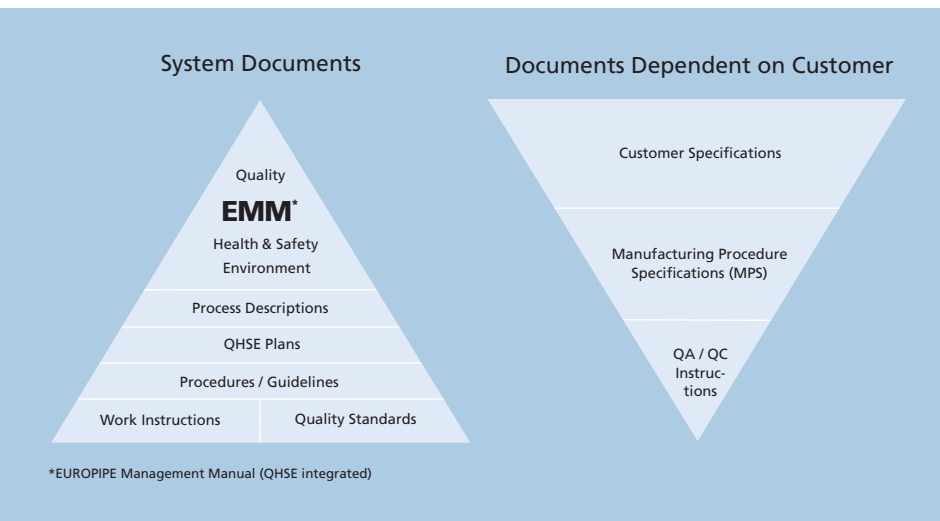 System Documents
Quality
EMM*
Health & Safety
Environment
Process Descriptions
QHSE Plans
Procedures / Guidelines
Work Instructions
Quality Standards
*EUROPIPE Management Manual (QHSE integrated)
Documents Dependent on Customer
Customer Specifications
Manufacturing Procedure
Specifications (MPS)
QA / QC
Instruc-
tions